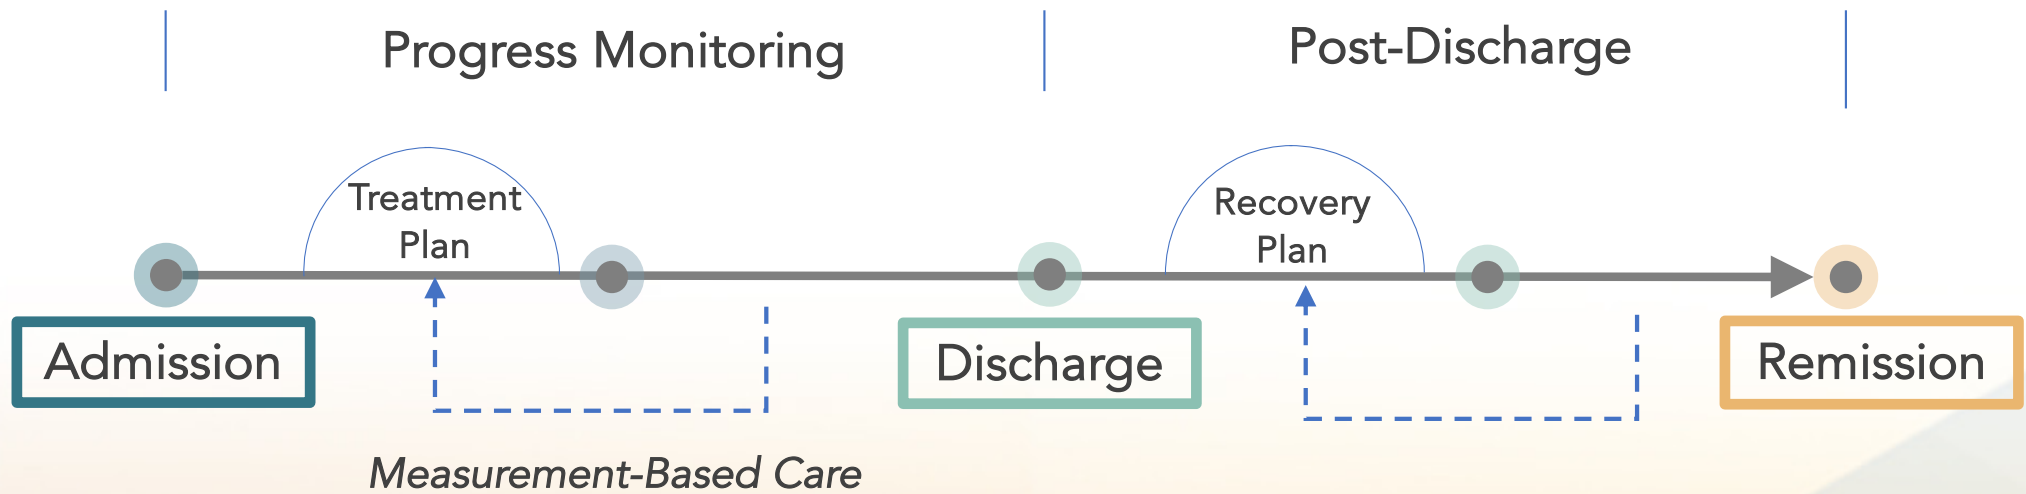 Progress Monitoring
Post-Discharge
Treatment
Plan
Recovery
Plan
Admission
Discharge
Remission
Measurement-Based Care